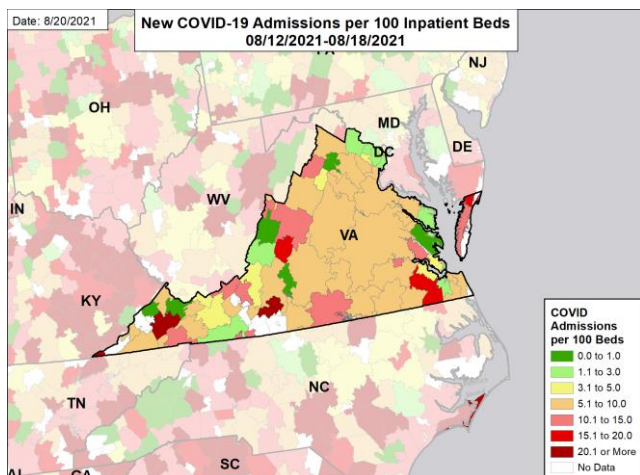 Date: 8/20/2021
New COVID-19 Admissions per 100 Inpatient Beds
08/12/2021-08/18/2021
PA
NJ
OH
MD
DC
DE
IN
WV
VA
KY
TN
NC
SC
AL
GA
COVID
Admissions
per 100 Beds
0.0 to 1.0
1.1 to 3.0
3.1 to 5.0
5.1 to 10.0
10.1 to 15.0
15.1 to 20.0
20.1 or More
No Data